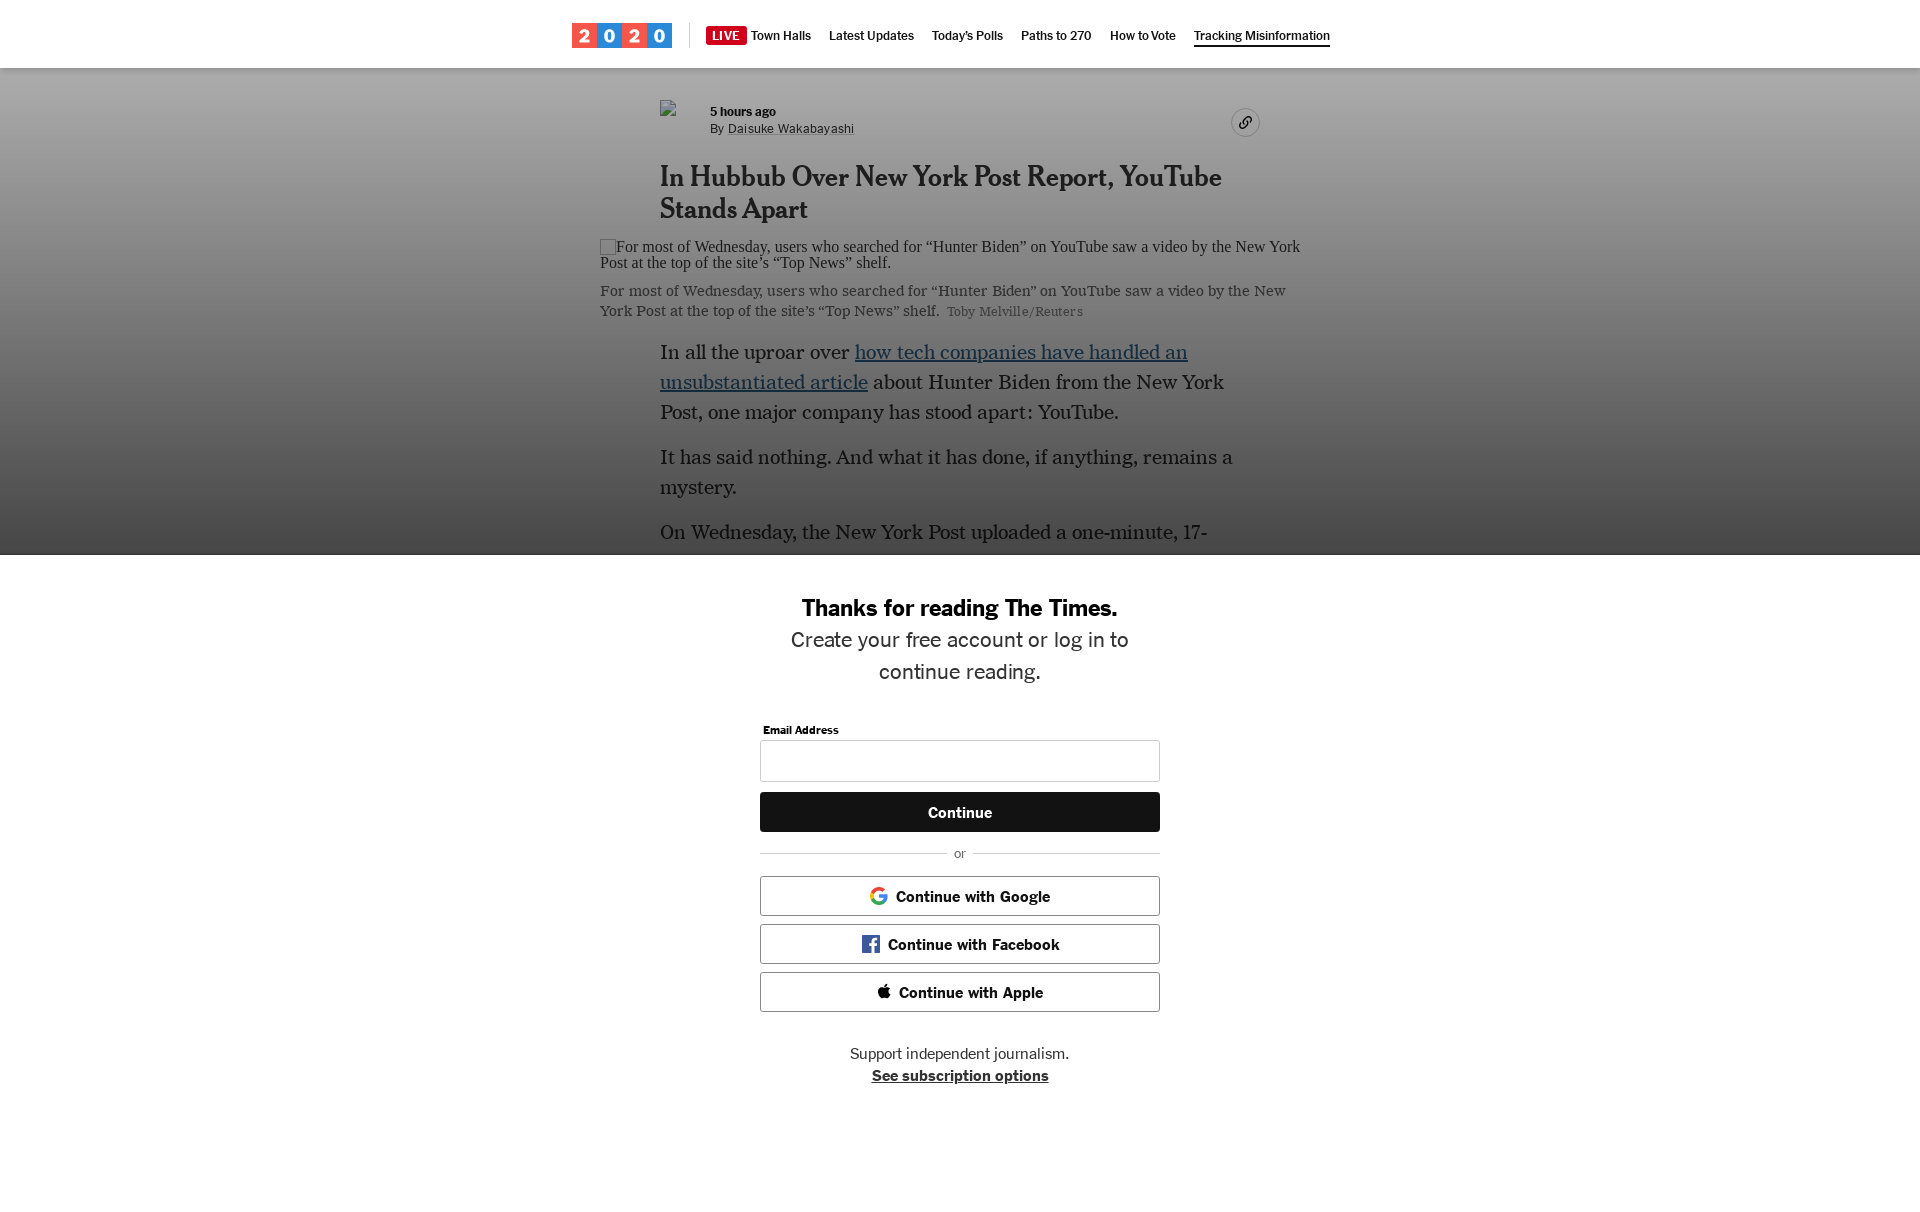 2020
LIVE Town Halls Latest Updates Today's Polls Paths to 270 How to Vote Tracking Misinformation
5 hours ago
By Daisuke Wakabayashi
In Hubbub Over New York Post Report, YouTube
Stands Apart
For most of Wednesday, users who searched for “Hunter Biden” on YouTube saw a video by the New York
Post at the top of the site’s “Top News” shelf.
For most of Wednesday, users who searched for “Hunter Biden” on YouTube saw a video by the New
York Post at the top of the site’s “Top News” shelf. Toby Melville/Reuters
In all the uproar over how tech companies have handled an
unsubstantiated article about Hunter Biden from the New York
Post, one major company has stood apart: YouTube.
It has said nothing. And what it has done, if anything, remains a
mystery.
On Wednesday, the New York Post uploaded a one-minute, 17-
Thanks for reading The Times.
Create your free account or log in to
continue reading.
Email Address
Continue
or
Continue with Google
Continue with Facebook
Continue with Apple
Support independent journalism.
See subscription options